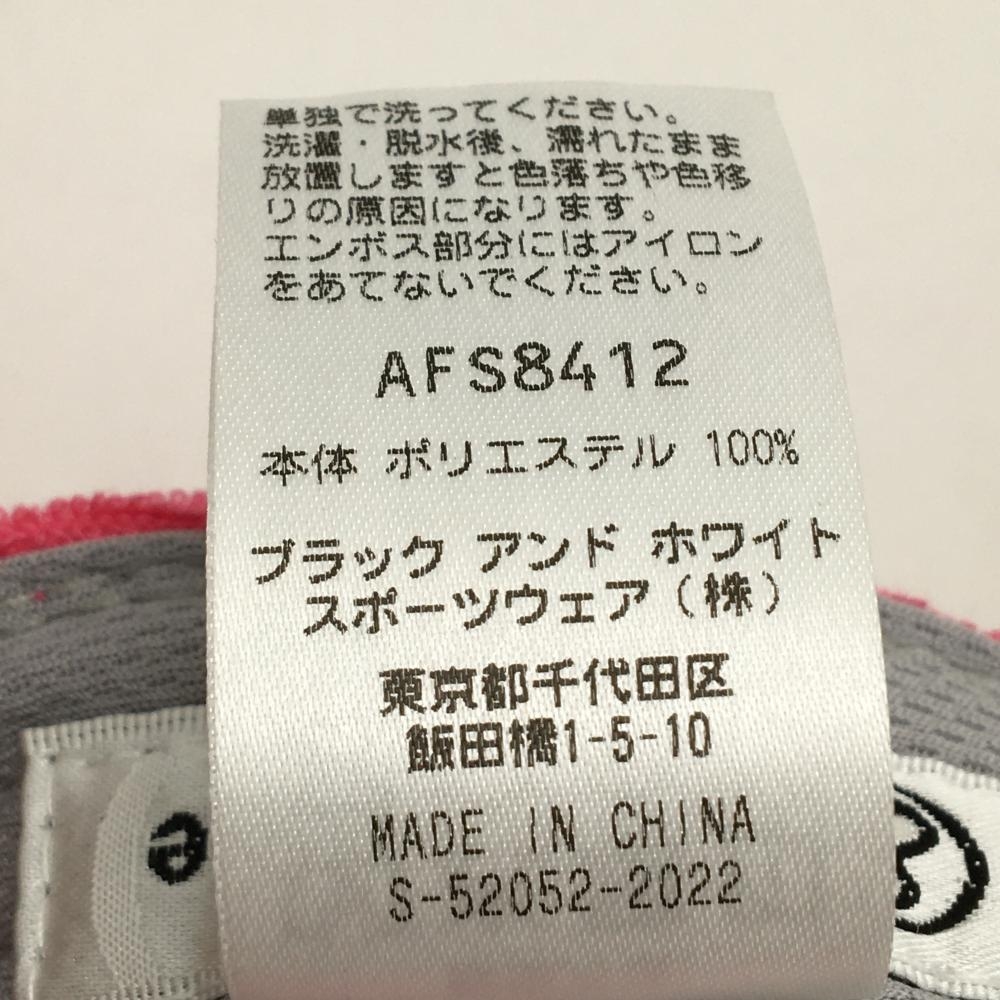 単独で洗ってください。
洗濯・脱水後、濡れたまま
放置しますと色落ちや色移
りの原因になります。
エンボス部分にはアイロン
をあてないでください。
AFS8412
本体 ポリエステル 100%
ブラック アンド ホワイト
スポーツウェア(株)
東京都千代田区
飯田橋1-5-10
MADE IN CHINA
S-52052-2022